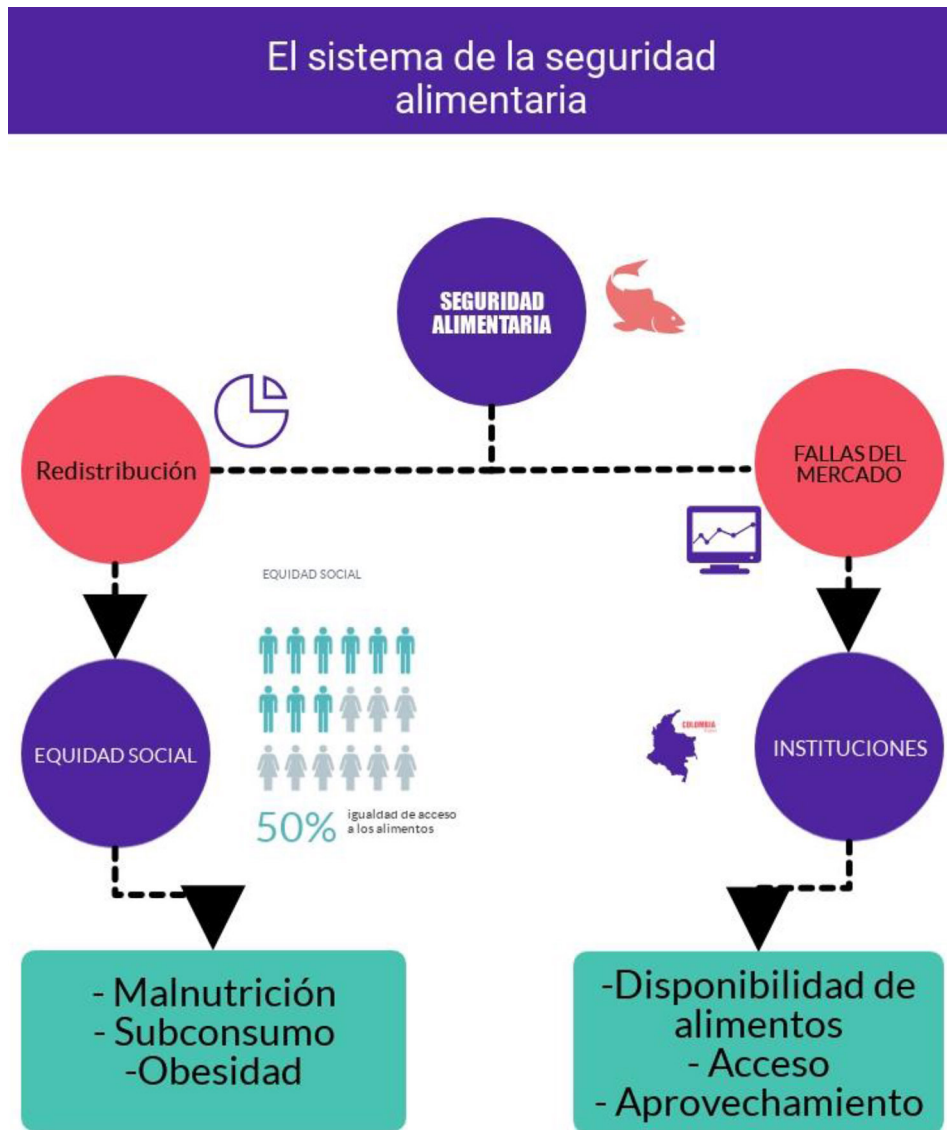 El sistema de la seguridad
alimentaria
SEGURIDAD
ALIMENTARIA
Redistribución
FALLAS DEL
MERCADO
EQUIDAD SOCIAL
EQUIDAD SOCIAL
COLOMBIA
INSTITUCIONES
50%
igualdad de acceso
a los alimentos
- Malnutrición
- Subconsumo
-Obesidad
-Disponibilidad de
alimentos
- Acceso
- Aprovechamiento